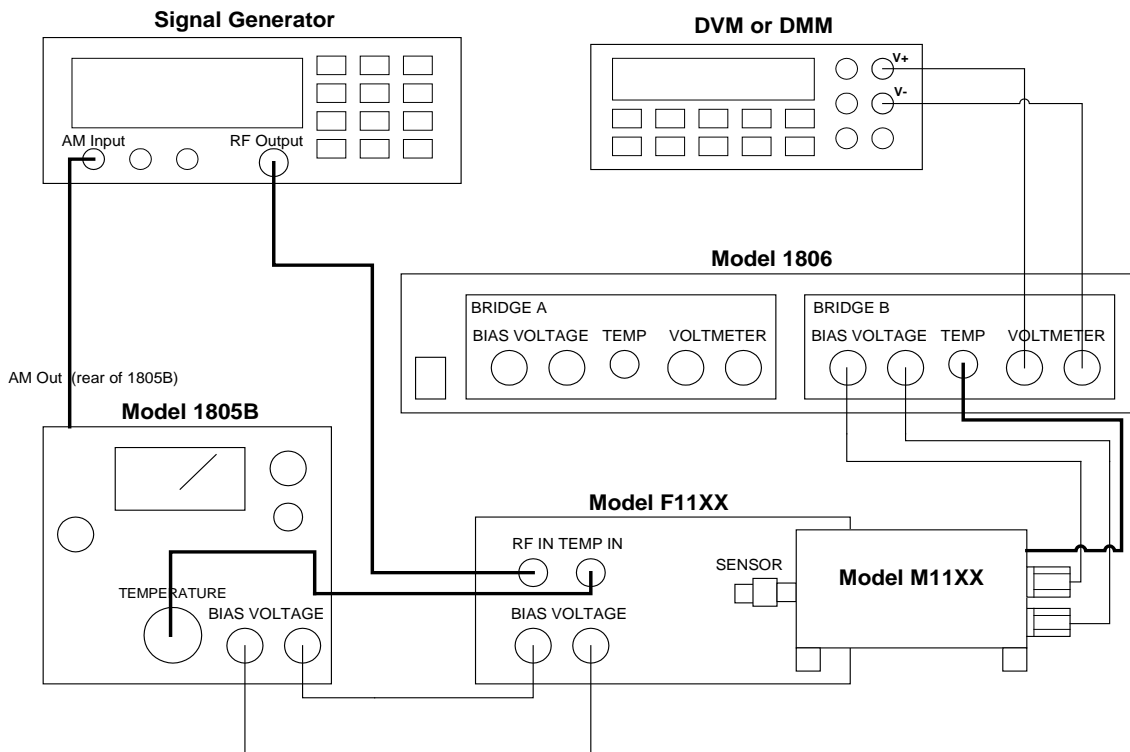 Signal Generator
DVM or DMM
V+
V-
AM Input
RF Output
Model 1806
BRIDGE A
BIAS VOLTAGE TEMP VOLTMETER
BRIDGE B
BIAS VOLTAGE TEMP VOLTMETER
AM Out (rear of 1805B)
Model 1805B
TEMPERATURE
BIAS VOLTAGE
Model F11XX
RF IN TEMP IN
BIAS VOLTAGE
SENSOR
Model M11XX